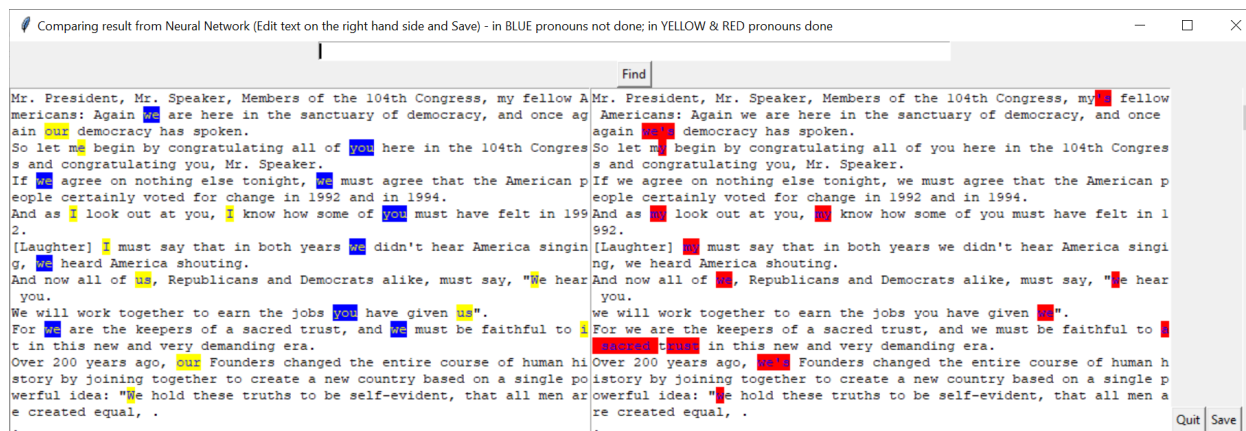 Comparing result from Neural Network (Edit text on the right hand side and Save) - in BLUE pronouns not done; in YELLOW & RED pronouns done
Find
Mr. President, Mr. Speaker, Members of the 104th Congress, my fellow A
mericans: Again we are here in the sanctuary of democracy, and once ag
ain our democracy has spoken.
So let me begin by congratulating all of you here in the 104th Congres
s and congratulating you, Mr. Speaker.
If we agree on nothing else tonight, we must agree that the American p
eople certainly voted for change in 1992 and in 1994.
And as I look out at you, I know how some of you must have felt in 199
2.
[Laughter] I must say that in both years we didn't hear America singin
g, we heard America shouting.
And now all of us, Republicans and Democrats alike, must say, "We hear
 you.
We will work together to earn the jobs you have given us".
For we are the keepers of a sacred trust, and we must be faithful to i
t in this new and very demanding era.
Over 200 years ago, our Founders changed the entire course of human hi
story by joining together to create a new country based on a single po
werful idea: "We hold these truths to be self-evident, that all men ar
e created equal, .
Mr. President, Mr. Speaker, Members of the 104th Congress, my's fellow
 Americans: Again we are here in the sanctuary of democracy, and once
again we's democracy has spoken.
So let my begin by congratulating all of you here in the 104th Congres
s and congratulating you, Mr. Speaker.
If we agree on nothing else tonight, we must agree that the American p
eople certainly voted for change in 1992 and in 1994.
And as my look out at you, my know how some of you must have felt in 1
992.
[Laughter] my must say that in both years we didn't hear America singi
ng, we heard America shouting.
And now all of we, Republicans and Democrats alike, must say, "we hear
 you.
we will work together to earn the jobs you have given we".
For we are the keepers of a sacred trust, and we must be faithful to a
 sacred trust in this new and very demanding era.
Over 200 years ago, we's Founders changed the entire course of human h
istory by joining together to create a new country based on a single p
owerful idea: "we hold these truths to be self-evident, that all men a
re created equal, .
Quit Save